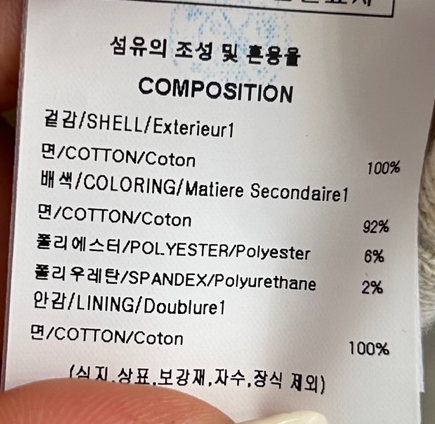 섬유의 조성 및 혼용율
COMPOSITION
겉감/SHELL/Exterieur1
면/COTTON/Coton 100%
배색/COLORING/Matiere Secondaire1
면/COTTON/Coton 92%
폴리에스터/POLYESTER/Polyester 6%
폴리우레탄/SPANDEX/Polyurethane 2%
안감/LINING/Doublure1
면/COTTON/Coton 100%
(심지,상표,보강재,자수,장식 제외)